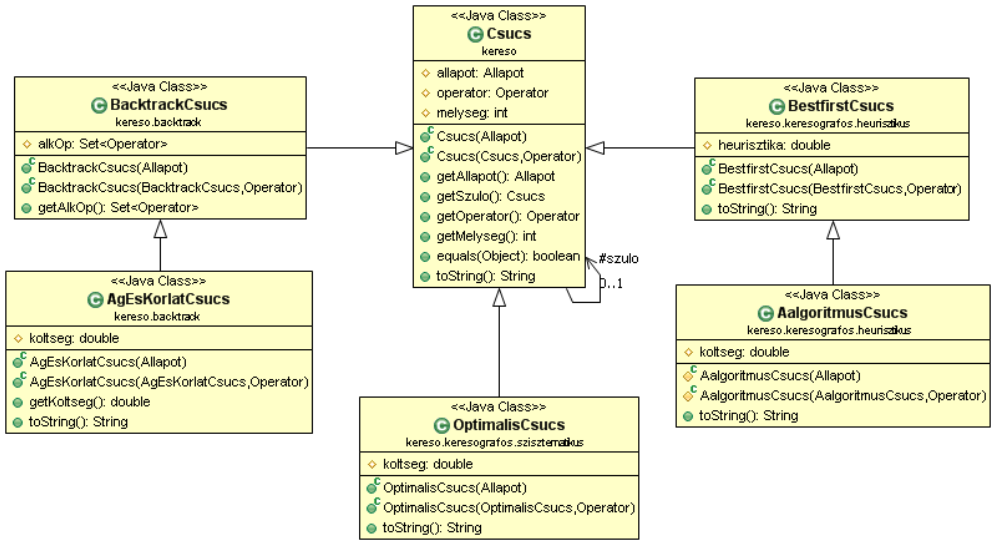 <<Java Class>>
Csucs
kereso
allapot: Allapot
operator: Operator
melyseg: int
Csucs(Allapot)
Csucs(Csucs,Operator)
getAllapot(): Allapot
getSzulo(): Csucs
getOperator(): Operator
getMelyseg(): int
equals(Object): boolean
toString(): String
#szulo
0..1
<<Java Class>>
BacktrackCsucs
kereso.backtrack
alkOp: Set<Operator>
BacktrackCsucs(Allapot)
BacktrackCsucs(BacktrackCsucs,Operator)
getAlkOp(): Set<Operator>
<<Java Class>>
BestfirstCsucs
kereso.keresografos.heurisztikus
heurisztika: double
BestfirstCsucs(Allapot)
BestfirstCsucs(BestfirstCsucs,Operator)
toString(): String
<<Java Class>>
AgEsKorlatCsucs
kereso.backtrack
koltseg: double
AgEsKorlatCsucs(Allapot)
AgEsKorlatCsucs(AgEsKorlatCsucs,Operator)
getKoltseg(): double
toString(): String
<<Java Class>>
AalgoritmusCsucs
kereso.keresografos.heurisztikus
koltseg: double
AalgoritmusCsucs(Allapot)
AalgoritmusCsucs(AalgoritmusCsucs,Operator)
toString(): String
<<Java Class>>
OptimalisCsucs
kereso.keresografos.szisztematikus
koltseg: double
OptimalisCsucs(Allapot)
OptimalisCsucs(OptimalisCsucs,Operator)
toString(): String